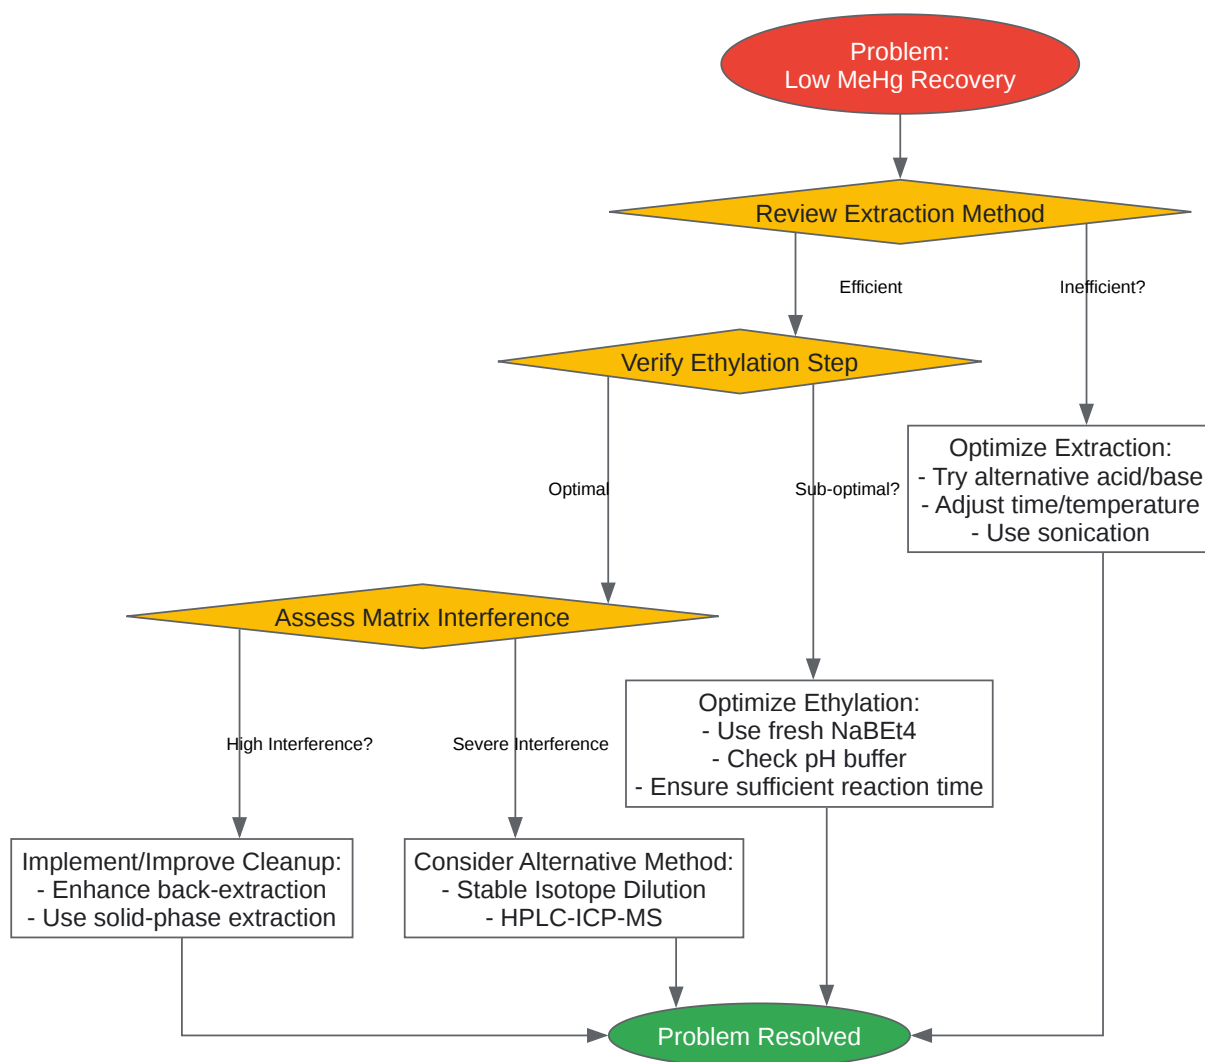 Problem:
Low MeHg Recovery
Review Extraction Method
Efficient
Inefficient?
Verify Ethylation Step
Optimize Extraction:
- Try alternative acid/base
- Adjust time/temperature
- Use sonication
Optimal
Sub-optimal?
Assess Matrix Interference
Optimize Ethylation:
- Use fresh NaBEt4
- Check pH buffer
- Ensure sufficient reaction time
High Interference?
Severe Interference
Implement/Improve Cleanup:
- Enhance back-extraction
- Use solid-phase extraction
Consider Alternative Method:
- Stable Isotope Dilution
- HPLC-ICP-MS
Problem Resolved